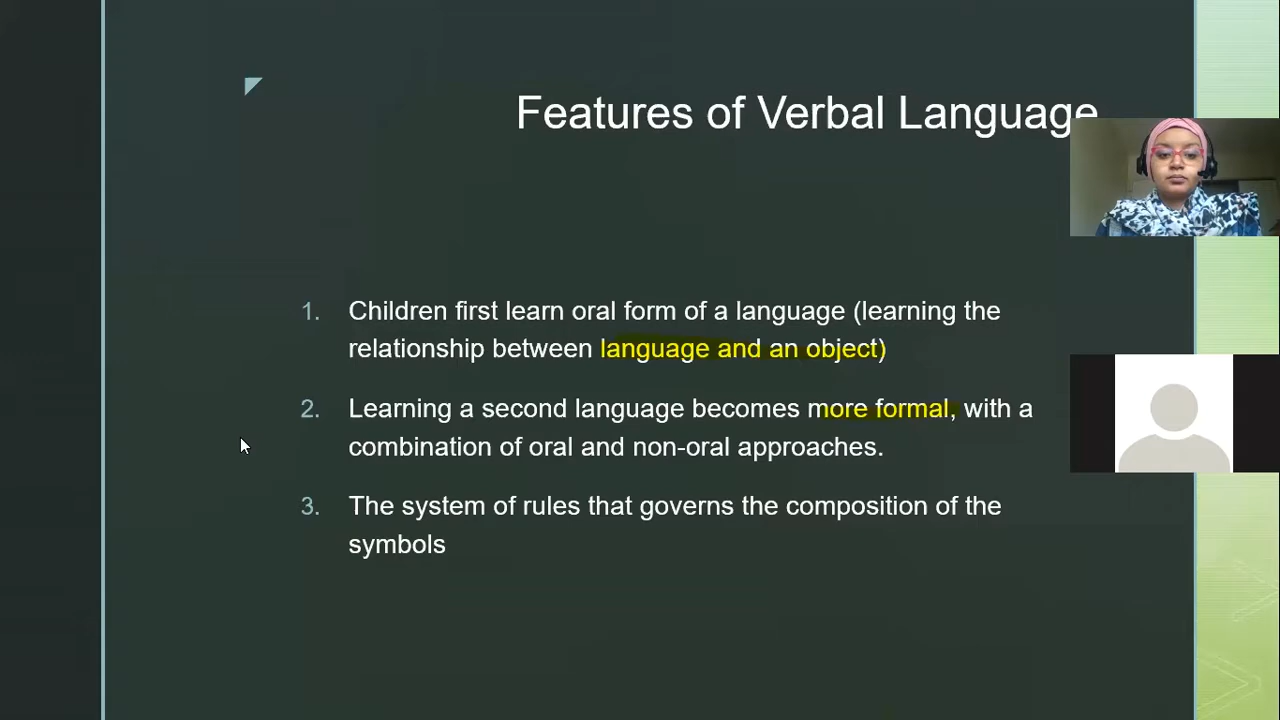 Features of Verbal Language
1. Children first learn oral form of a language (learning the
relationship between language and an object)
2. Learning a second language becomes more formal, with a
combination of oral and non-oral approaches.
3. The system of rules that governs the composition of the
symbols